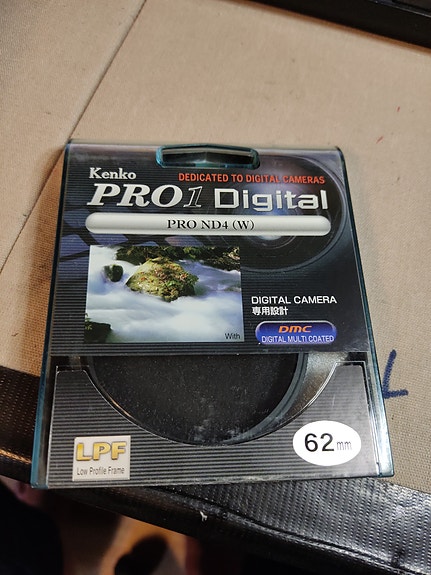 Kenko
DEDICATED TO DIGITAL CAMERAS
PRO1 Digital
PRO ND4 (W)
With
DIGITAL CAMERA
専用設計
DMC
DIGITAL MULTI COATED
LPF
Low Profile Frame
62mm
L